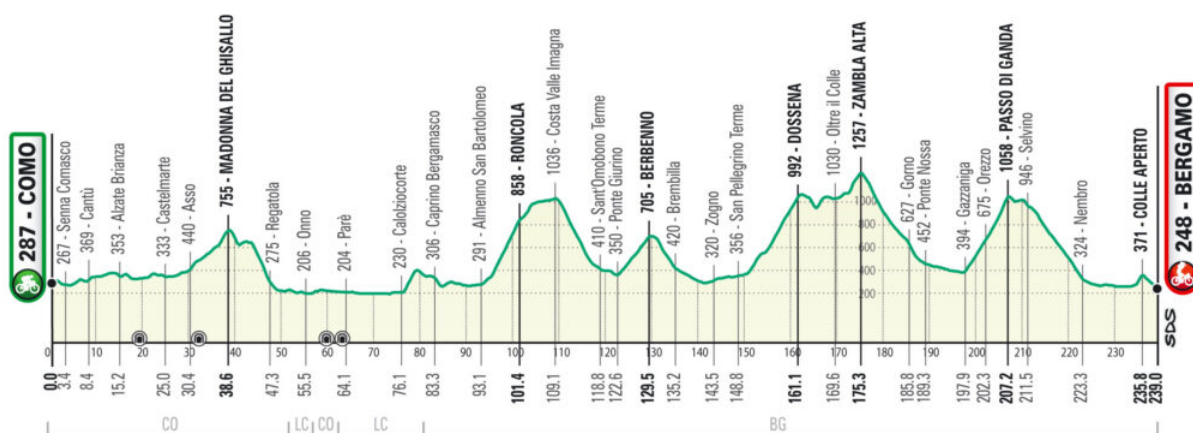 287 - COMO
267 - Senna Comasco
369 - Cantù
353 - Alzate Brianza
333 - Castelmarte
440 - Asso
755 - MADONNA DEL GHISALLO
275 - Regatola
206 - Onno
204 - Parè
230 - Calolziocorte
306 - Caprino Bergamasco
291 - Almenno San Bartolomeo
858 - RONCOLA
1036 - Costa Valle Imagna
410 - Sant'Omobono Terme
350 - Ponte Giurino
705 - BERBENNO
420 - Brembilla
320 - Zogno
356 - San Pellegrino Terme
992 - DOSSENA
1030 - Oltre il Colle
1257 - ZAMBLA ALTA
627 - Gorno
452 - Ponte Nossa
394 - Gazzaniga
675 - Orezzo
1058 - PASSO DI GANDA
946 - Selvino
324 - Nembro
371 - COLLE APERTO
248 - BERGAMO
1000
800
600
400
200
SDS
0 10 20 30 40 50 60 70 80 90 100 110 120 130 140 150 160 170 180 190 200 210 220 230
0.0 3.4 8.4 15.2 25.0 30.4 38.6 47.3 55.5 64.1 76.1 83.3 93.1 101.4 109.1 118.8 122.6 129.5 135.2 143.5 148.8 161.1 169.6 175.3 185.8 189.3 197.9 202.3 207.2 211.5 223.3 235.8 239.0
CO LC CO LC BG